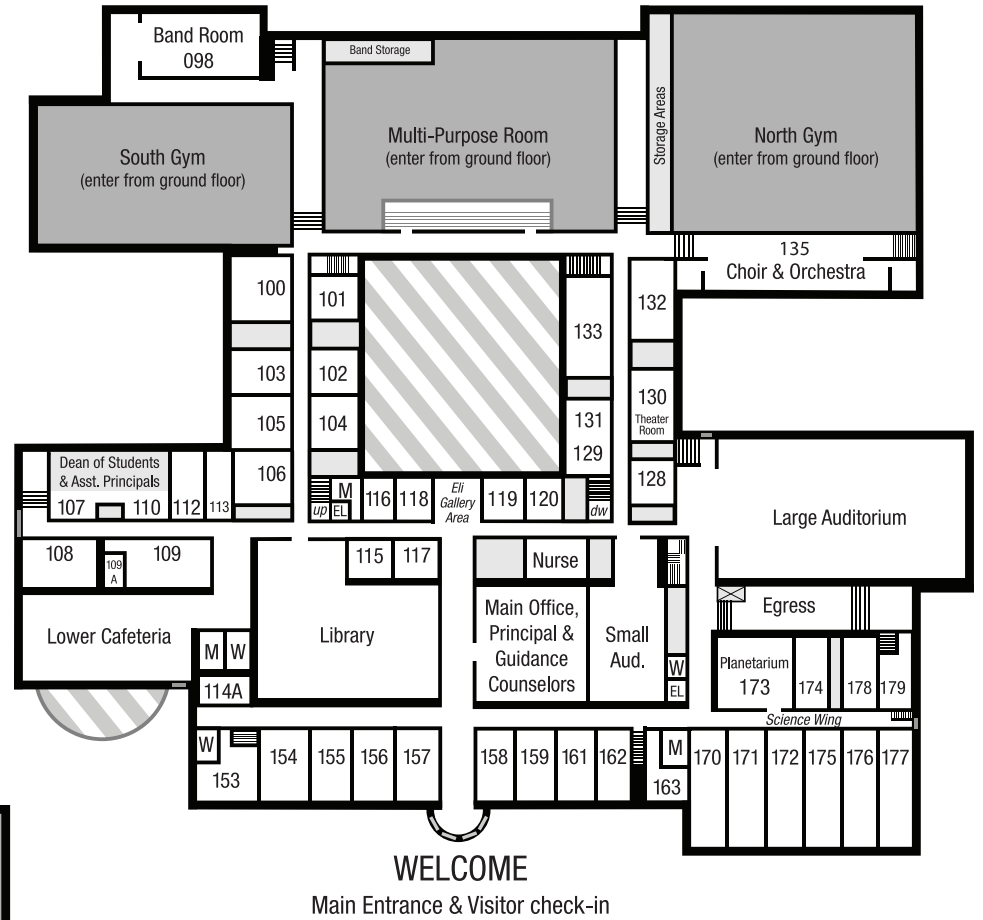 Band Room
098
Band Storage
Storage Areas
South Gym
(enter from ground floor)
Multi-Purpose Room
(enter from ground floor)
North Gym
(enter from ground floor)
135
Choir & Orchestra
100
101
132
133
103
102
130
Theater
Room
105
104
131
129
106
128
Dean of Students
& Asst. Principals
107
110
112
113
up
M
EL
116
118
Eli
Gallery
Area
119
120
dw
Large Auditorium
108
109
A
109
115
117
Nurse
Egress
Lower Cafeteria
M
W
Library
Main Office,
Principal &
Guidance
Counselors
Small
Aud.
W
EL
Planetarium
173
174
178
179
114A
Science Wing
W
153
154
155
156
157
158
159
161
162
M
163
170
171
172
175
176
177
WELCOME
Main Entrance & Visitor check-in